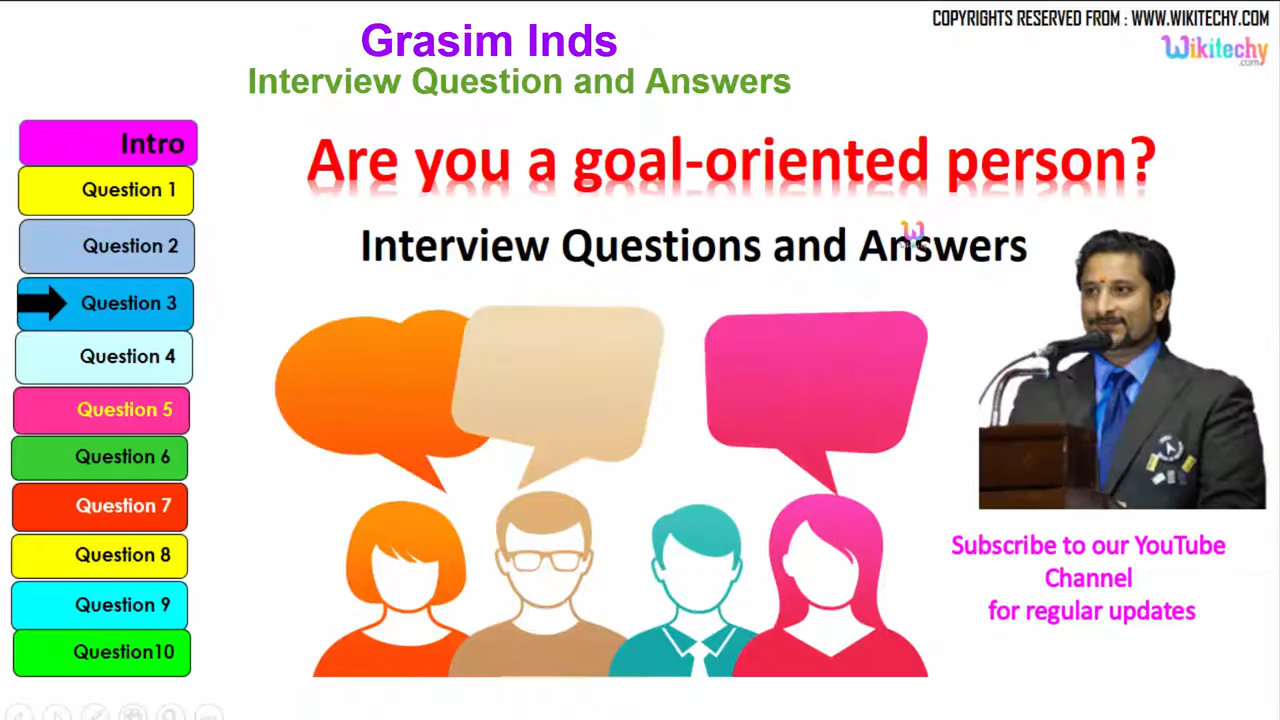 Grasim Inds
Interview Question and Answers
COPYRIGHTS RESERVED FROM : WWW.WIKITECHY.COM
Wikitechy
.com
Intro
Question 1
Question 2
Question 3
Question 4
Question 5
Question 6
Question 7
Question 8
Question 9
Question10
Are you a goal-oriented person?
Interview Questions and Answers
Subscribe to our YouTube
Channel
for regular updates